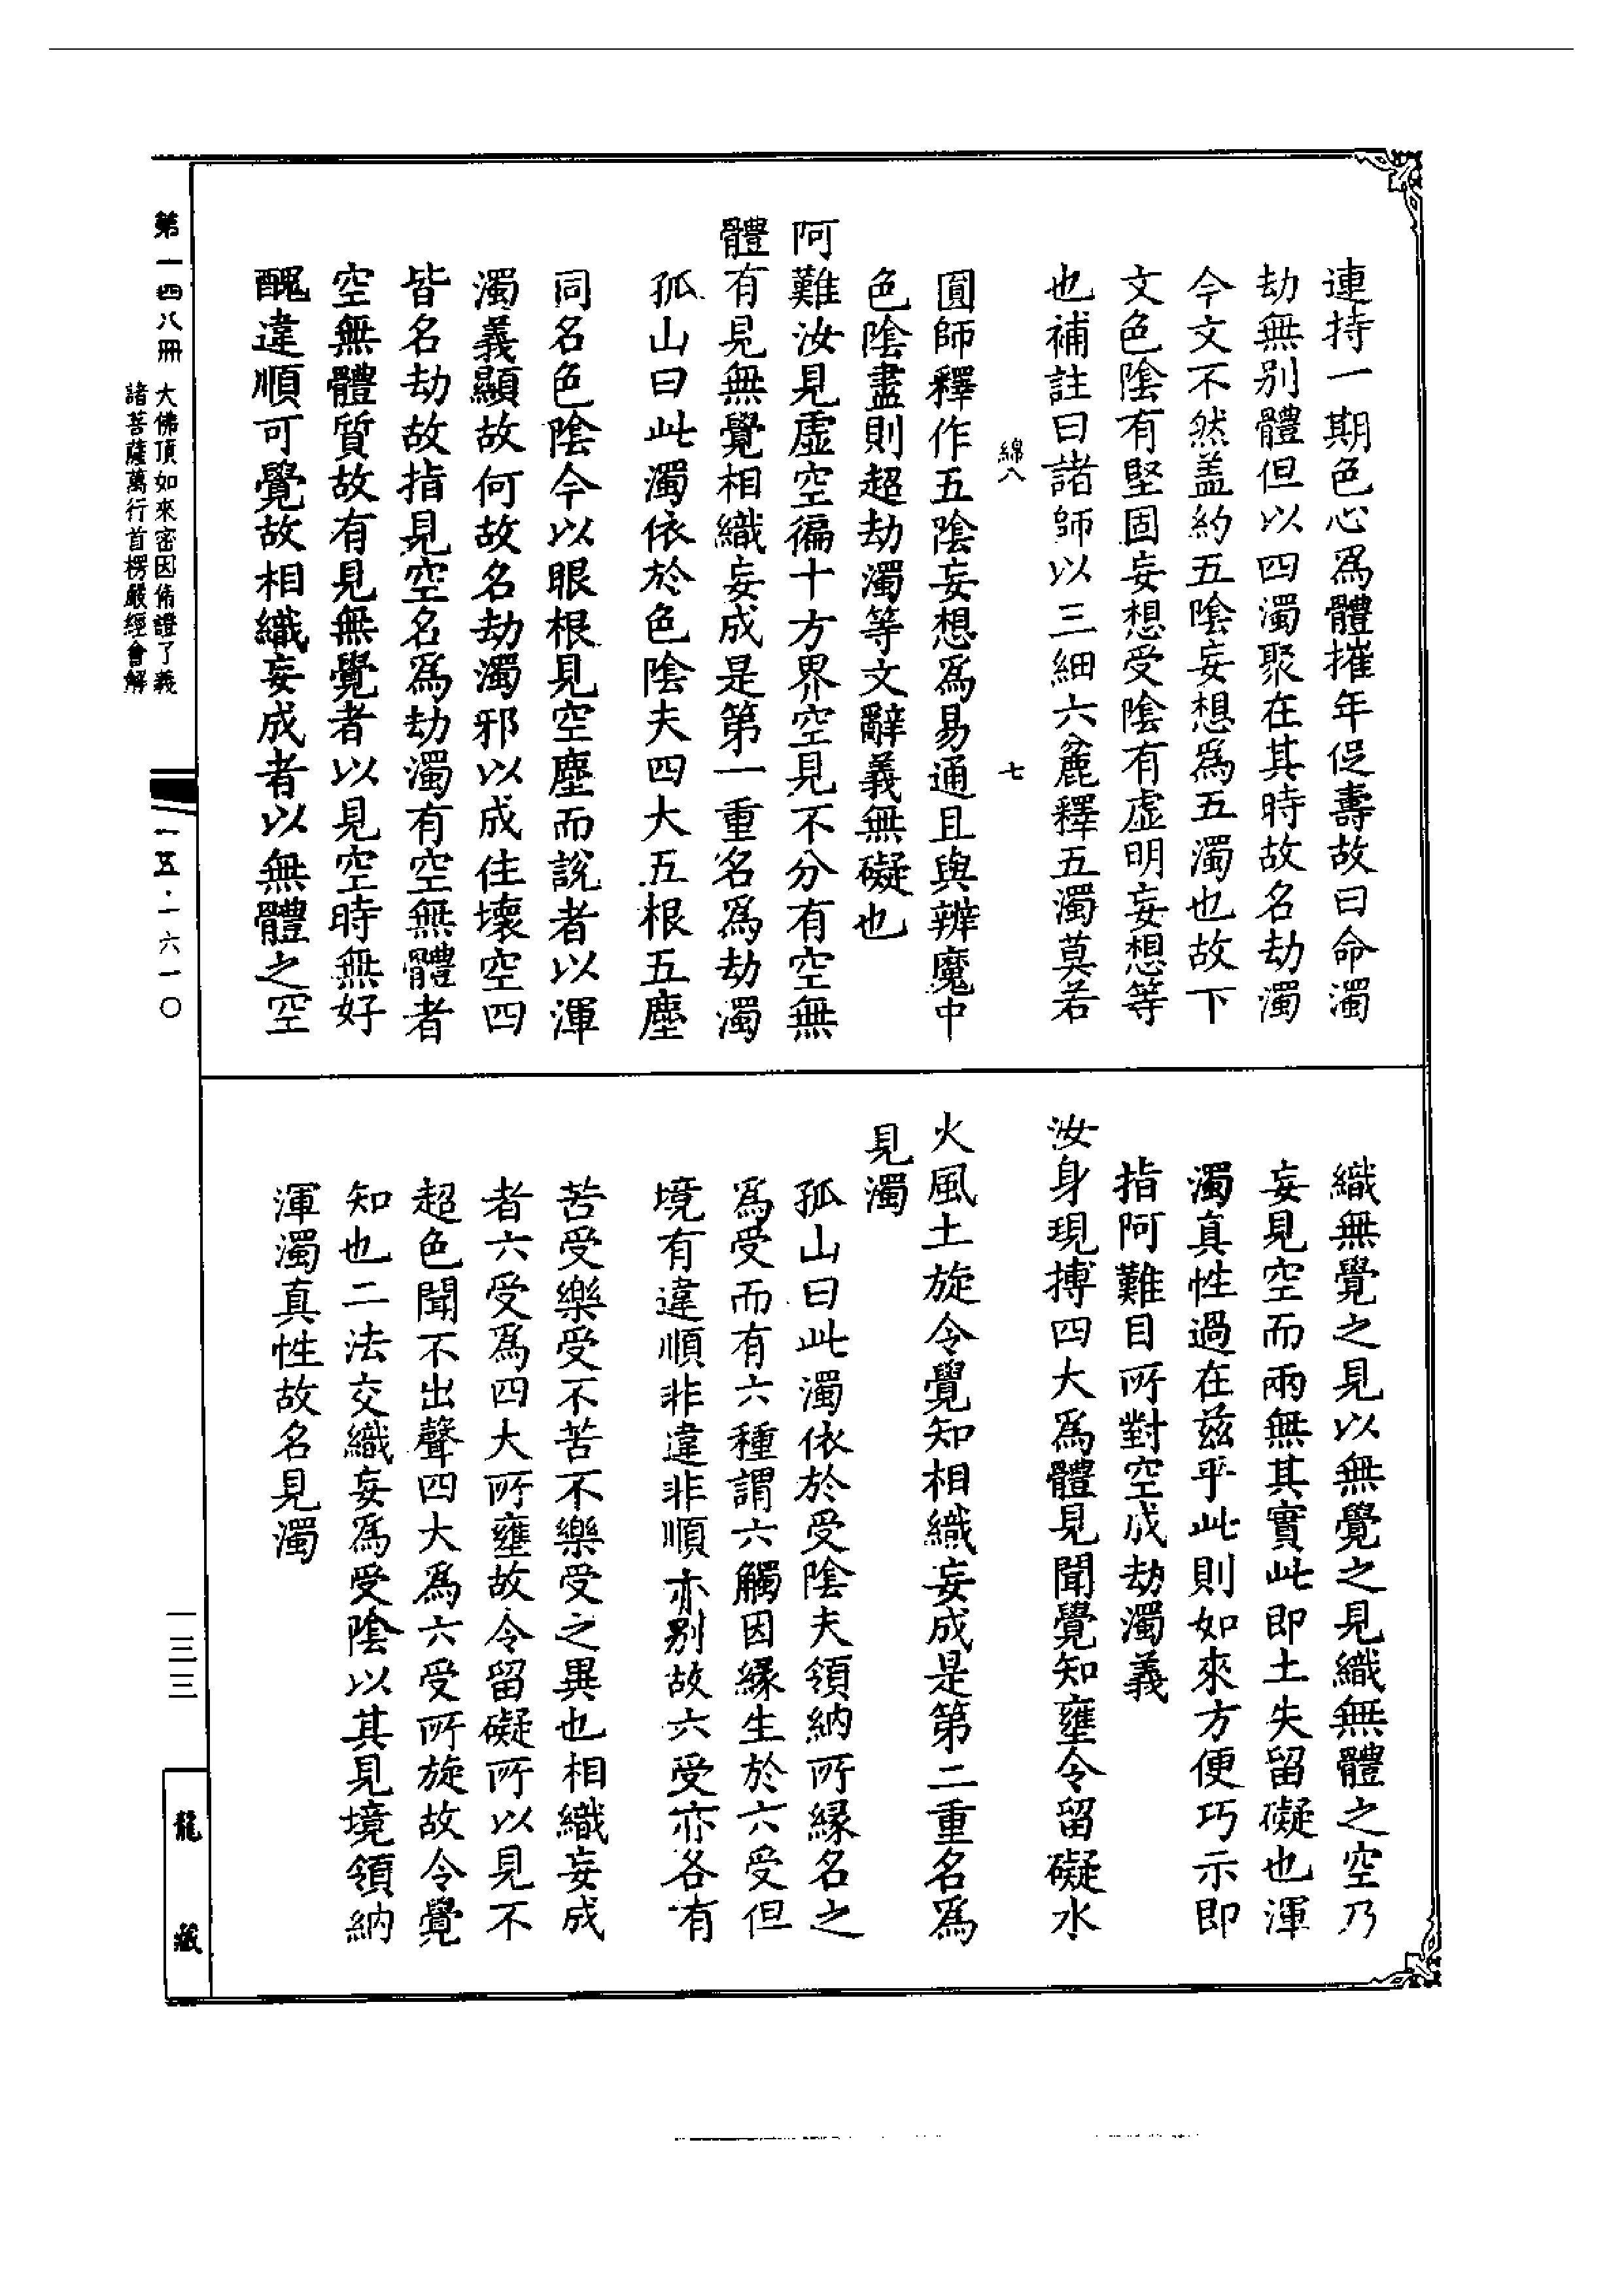 連持一期色心爲體摧年促壽故曰命濁
劫無别體但以四濁聚在其時故名劫濁
今文不然盖約五陰妄想爲五濁也故下
文色陰有堅固妄想受陰有虚明妄想等
也補註曰諸師以三細六麄釋五濁莫若
綿八
七
圓師釋作五陰妄想爲易通且與辨魔中
色陰盡則超劫濁等文辭義無礙也
阿難汝見虚空徧十方界空見不分有空無
體有見無覺相織妄成是第一重名爲劫濁
孤山曰此濁依於色陰夫四大五根五塵
同名色陰今以眼根見空塵而説者以渾
濁義顯故何故名劫濁邪以成住壞空四
皆名劫故指見空名爲劫濁有空無體者
空無體質故有見無覺者以見空時無好
醜違順可覺故相織妄成者以無體之空
織無覺之見以無覺之見織無體之空乃
妄見空而兩無其實此即土失留礙也渾
濁真性過在兹乎此則如來方便巧示即
指阿難目所對空成劫濁義
汝身現摶四大爲體見聞覺知壅令留礙水
火風土旋令覺知相織妄成是第二重名爲
見濁
孤山曰此濁依於受陰夫領納所縁名之
爲受而有六種謂六觸因縁生於六受但
境有違順非違非順亦别故六受亦各有
苦受樂受不苦不樂受之異也相織妄成
者六受爲四大所壅故令留礙所以見不
超色聞不出聲四大爲六受所旋故令覺
知也二法交織妄爲受陰以其見境領納
渾濁真性故名見濁
第一四八冊
大佛頂如來密因脩證了義
諸菩薩萬行首楞嚴經會解
一五·一六一〇
一三三
龍藏